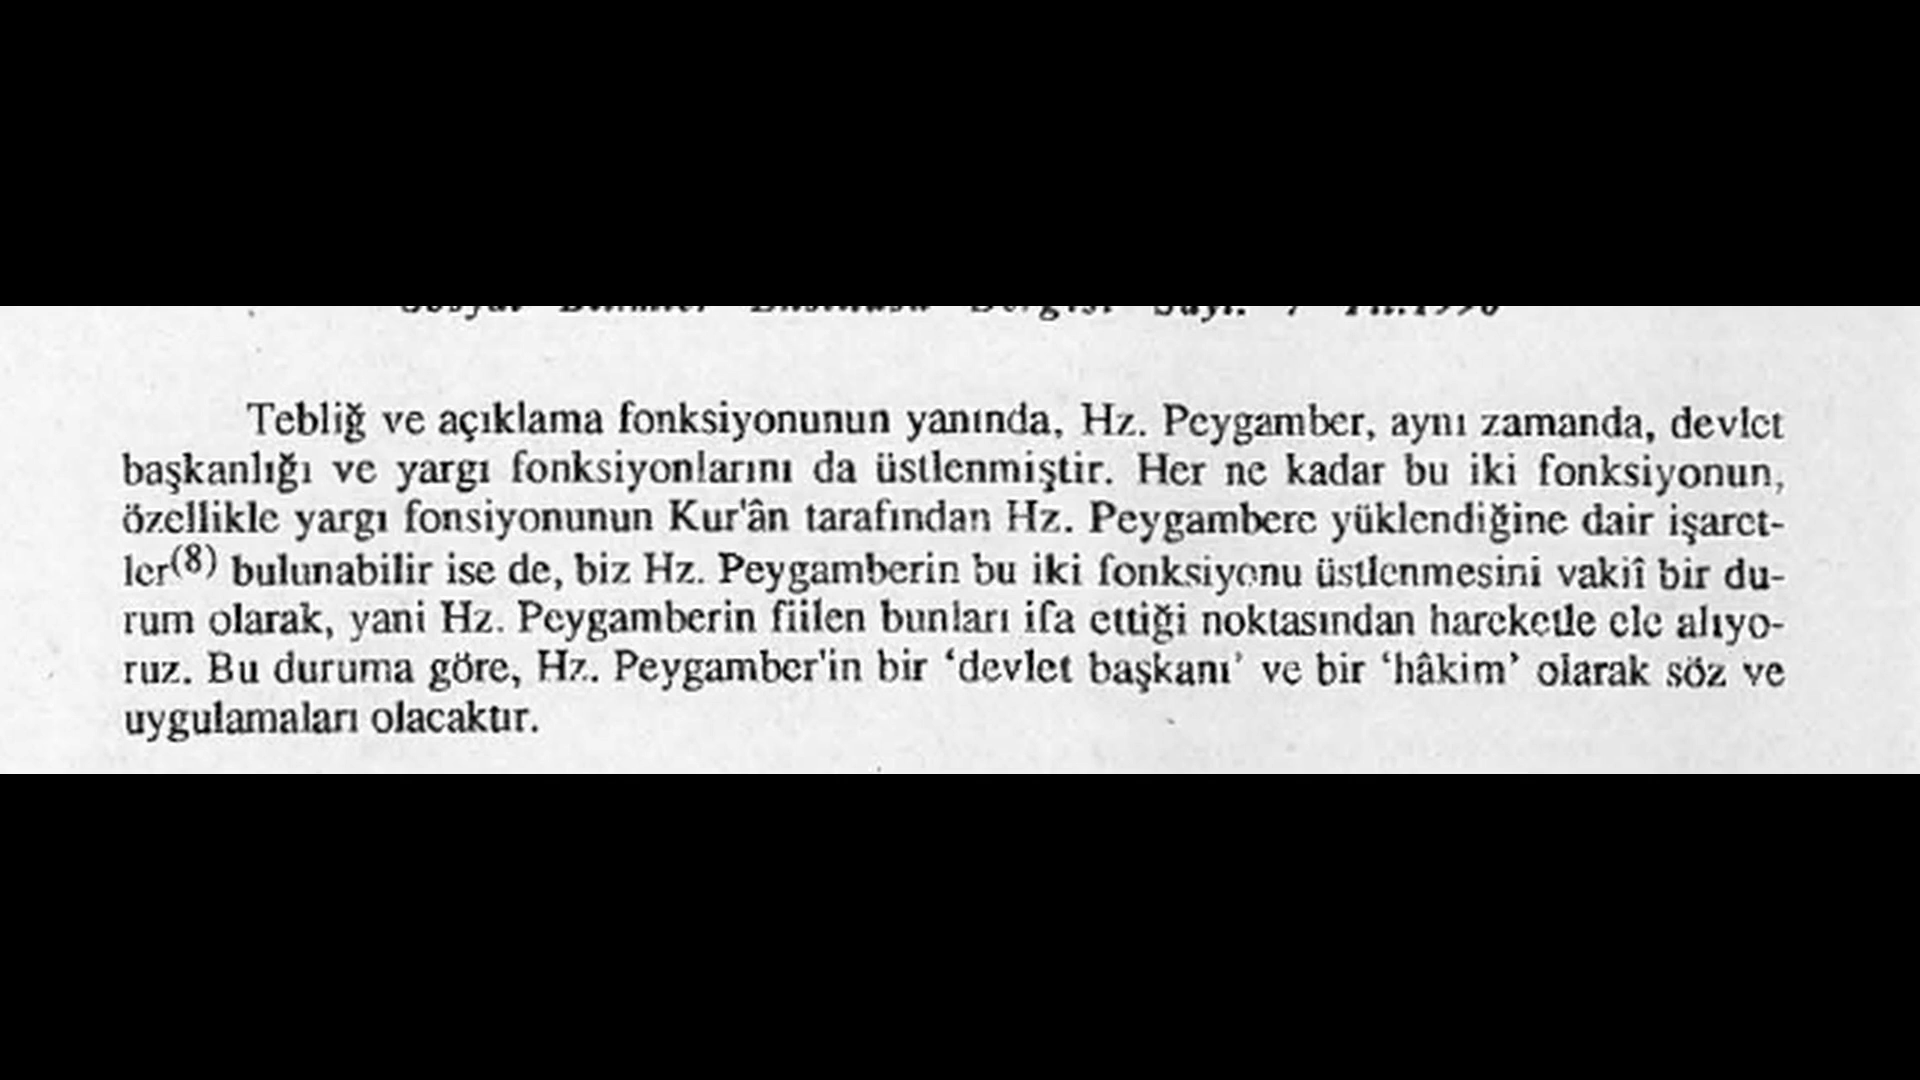 Tebliğ ve açıklama fonksiyonunun yanında, Hz. Peygamber, aynı zamanda, devlet
başkanlığı ve yargı fonksiyonlarını da üstlenmiştir. Her ne kadar bu iki fonksiyonun,
özellikle yargı fonsiyonunun Kur'ân tarafından Hz. Peygambere yüklendiğine dair işaret-
ler(8) bulunabilir ise de, biz Hz. Peygamberin bu iki fonksiyonu üstlenmesini vakiî bir du-
rum olarak, yani Hz. Peygamberin fiilen bunları ifa ettiği noktasından hareketle ele alıyo-
ruz. Bu duruma göre, Hz. Peygamber'in bir ‘devlet başkanı’ ve bir ‘hâkim’ olarak söz ve
uygulamaları olacaktır.